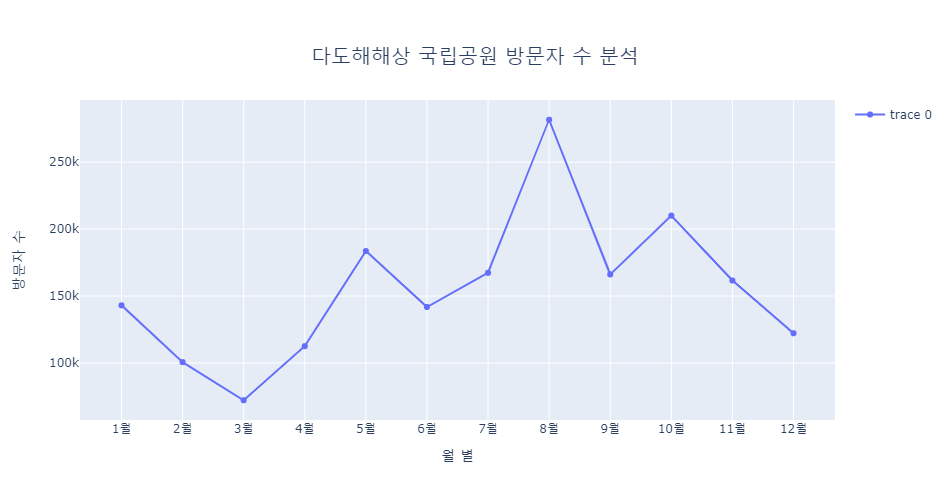 다도해해상 국립공원 방문자 수 분석
trace 0
250k
200k
150k
100k
방문자 수
1월 2월 3월 4월 5월 6월 7월 8월 9월 10월 11월 12월
월 별